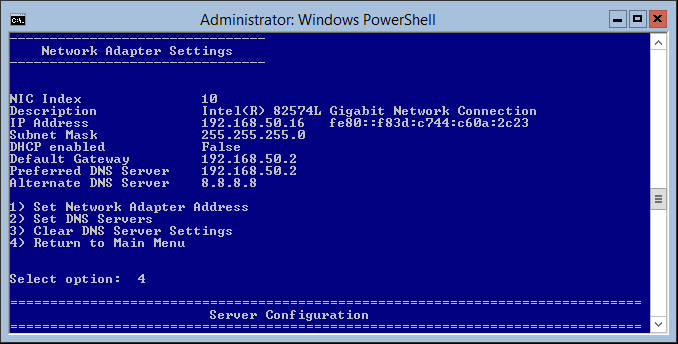 Administrator: Windows PowerShell
--------------------------------
Network Adapter Settings
--------------------------------
NIC Index 10
Description Intel(R) 82574L Gigabit Network Connection
IP Address 192.168.50.16 fe80::f83d:c744:c60a:2c23
Subnet Mask 255.255.255.0
DHCP enabled False
Default Gateway 192.168.50.2
Preferred DNS Server 192.168.50.2
Alternate DNS Server 8.8.8.8
1) Set Network Adapter Address
2) Set DNS Servers
3) Clear DNS Server Settings
4) Return to Main Menu
Select option: 4
===============================================================================
Server Configuration
===============================================================================